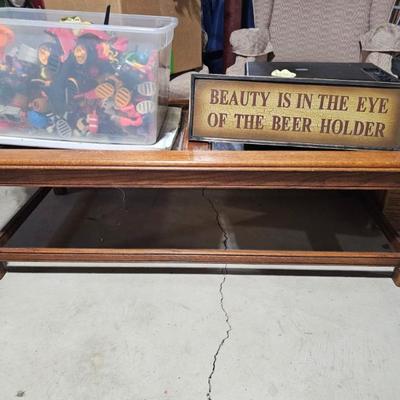 BEAUTY IS IN THE EYE
OF THE BEER HOLDER